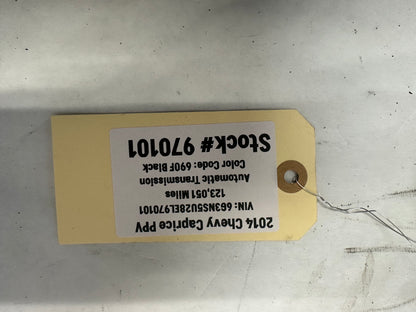 2014 Chevy Caprice PPV
VIN: 6G3NS5U28EL970101
123,051 Miles
Automatic Transmission
Color Code: 690F Black
Stock# 970101